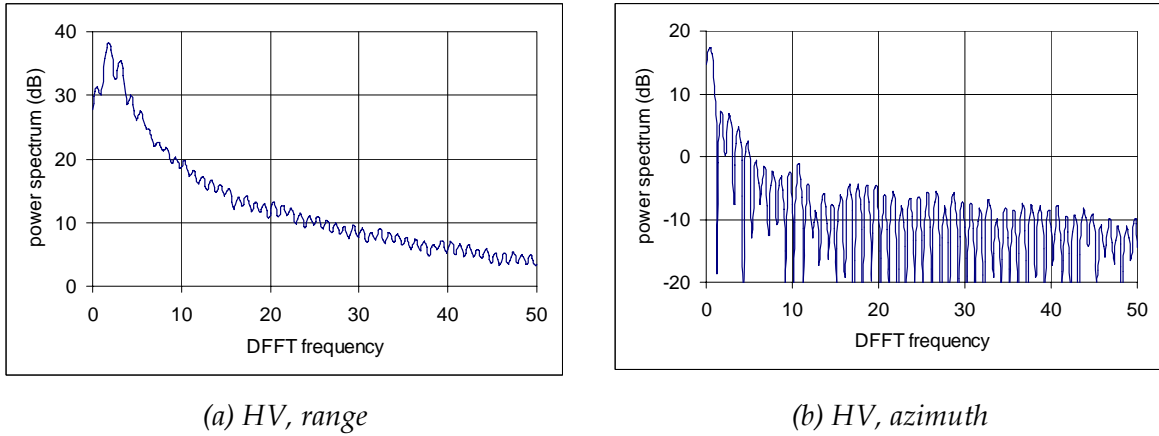 power spectrum (dB)
40
30
20
10
0
0 10 20 30 40 50
DFFT frequency
(a) HV, range
power spectrum (dB)
20
10
0
-10
-20
0 10 20 30 40 50
DFFT frequency
(b) HV, azimuth